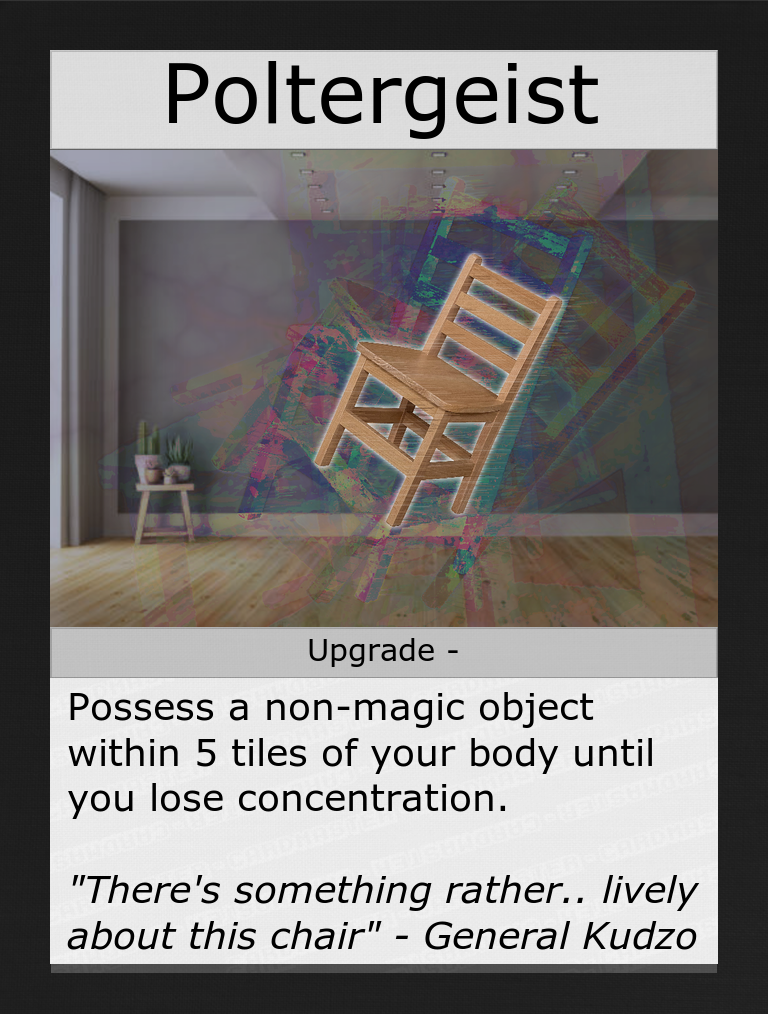 Poltergeist
Upgrade -
Possess a non-magic object
within 5 tiles of your body until
you lose concentration.
"There's something rather.. lively
about this chair" - General Kudzo